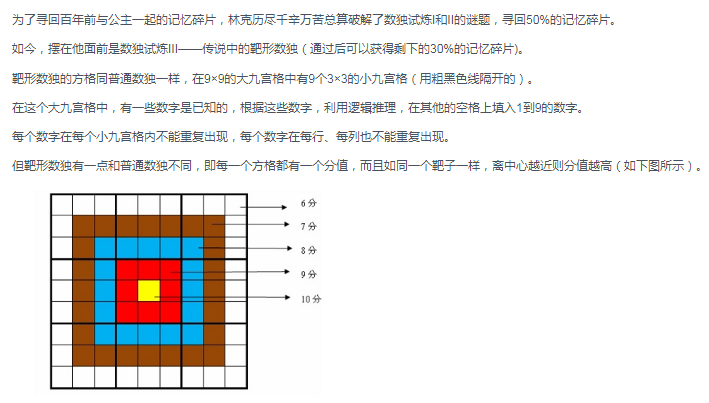 为了寻回百年前与公主一起的记忆碎片，林克历尽千辛万苦总算破解了数独试炼I和II的谜题，寻回50%的记忆碎片。
如今，摆在他面前是数独试炼III——传说中的靶形数独（通过后可以获得剩下的30%的记忆碎片)。
靶形数独的方格同普通数独一样，在9×9的大九宫格中有9个3×3的小九宫格（用粗黑色线隔开的）。
在这个大九宫格中，有一些数字是已知的，根据这些数字，利用逻辑推理，在其他的空格上填入1到9的数字。
每个数字在每个小九宫格内不能重复出现，每个数字在每行、每列也不能重复出现。
但靶形数独有一点和普通数独不同，即每一个方格都有一个分值，而且如同一个靶子一样，离中心越近则分值越高（如下图所示）。
6 分
7 分
8 分
9 分
10 分